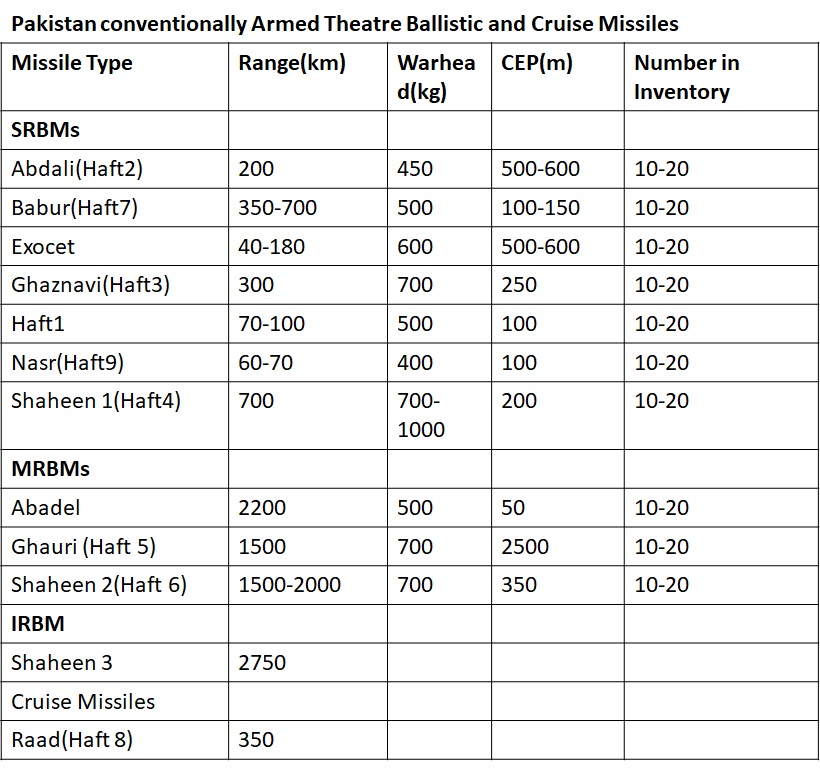 Pakistan conventionally Armed Theatre Ballistic and Cruise Missiles
Missile Type Range(km) Warhea d(kg) CEP(m) Number in Inventory
SRBMs
Abdali(Haft2) 200 450 500-600 10-20
Babur(Haft7) 350-700 500 100-150 10-20
Exocet 40-180 600 500-600 10-20
Ghaznavi(Haft3) 300 700 250 10-20
Haft1 70-100 500 100 10-20
Nasr(Haft9) 60-70 400 100 10-20
Shaheen 1(Haft4) 700 700-1000 200 10-20
MRBMs
Abadel 2200 500 50 10-20
Ghauri (Haft 5) 1500 700 2500 10-20
Shaheen 2(Haft 6) 1500-2000 700 350 10-20
IRBM
Shaheen 3 2750
Cruise Missiles
Raad(Haft 8) 350